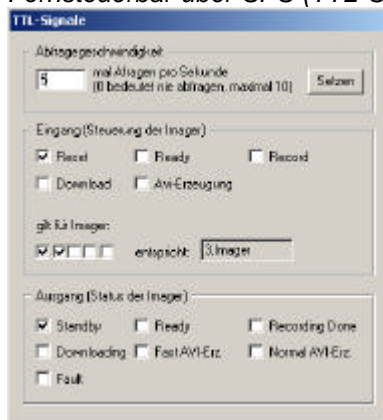 Fernsteuerbar über SPS (TTL-S
TTL-Signale
Abfragegeschwindigkeit
5 mal Afragen pro Sekunde
(0 bedeutet nie abfragen, maximal 10) Setzen
Eingang (Steuerung der Imager)
Reset Ready Record
Download Avi-Erzeugung
gilt für Imager:
entspricht: 3.Imager
Ausgang (Status der Imager)
Standby Ready Recording Done
Downloading Fast AVI-Erz. Normal AVI-Erz.
Fault